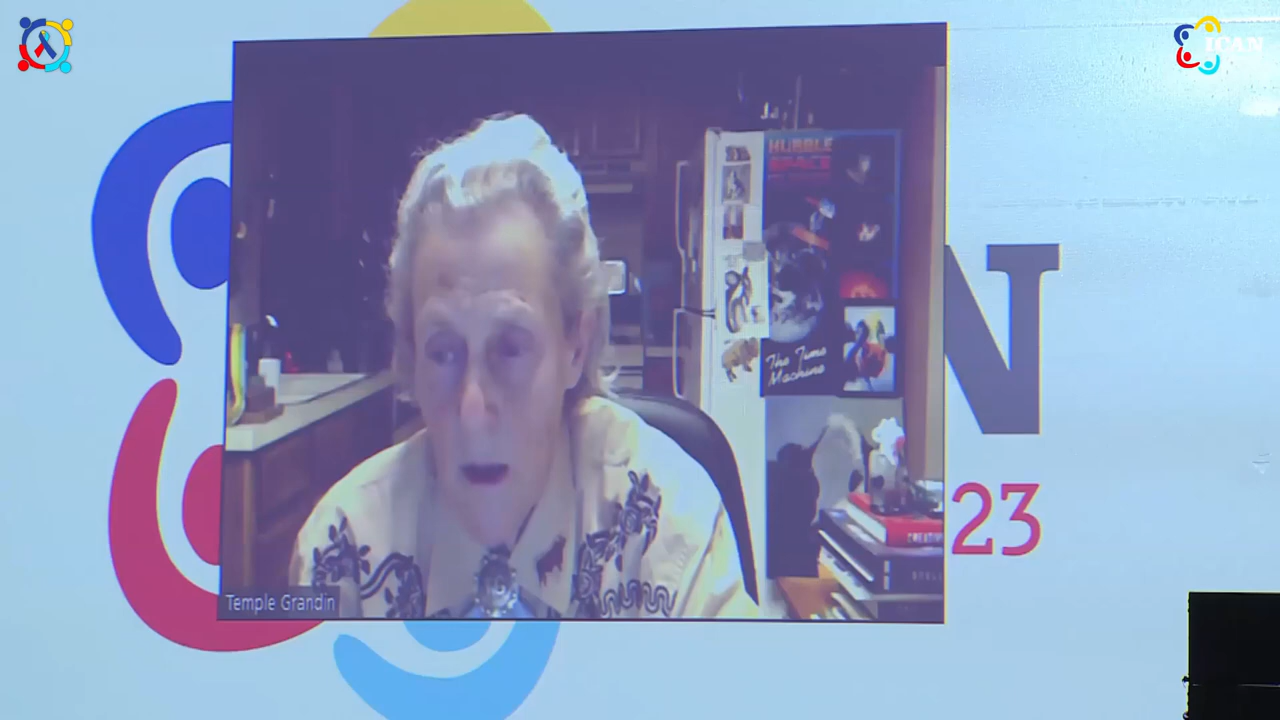 ICAN
HUBBLE
SPACE
The Time
Machine
N
23
Temple Grandin